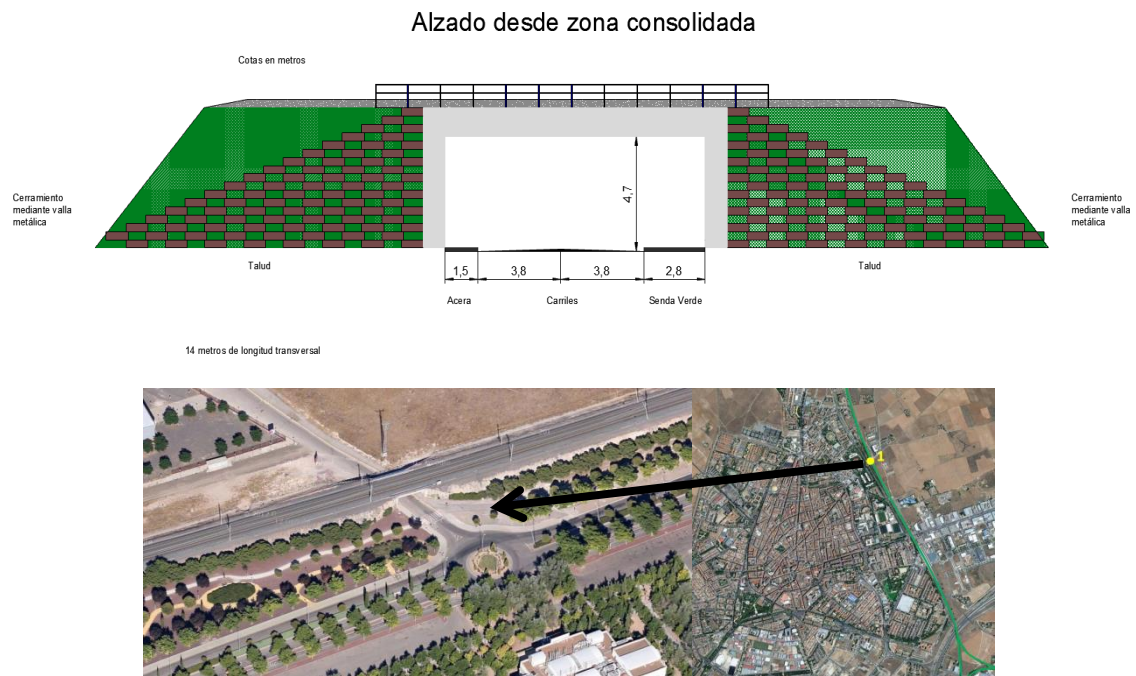 Alzado desde zona consolidada
Cotas en metros
4,7
Cerramiento
mediante valla
metálica
Cerramiento
mediante valla
metálica
Talud
1,5
3,8
3,8
2,8
Talud
Acera
Carriles
Senda Verde
14 metros de longitud transversal
1